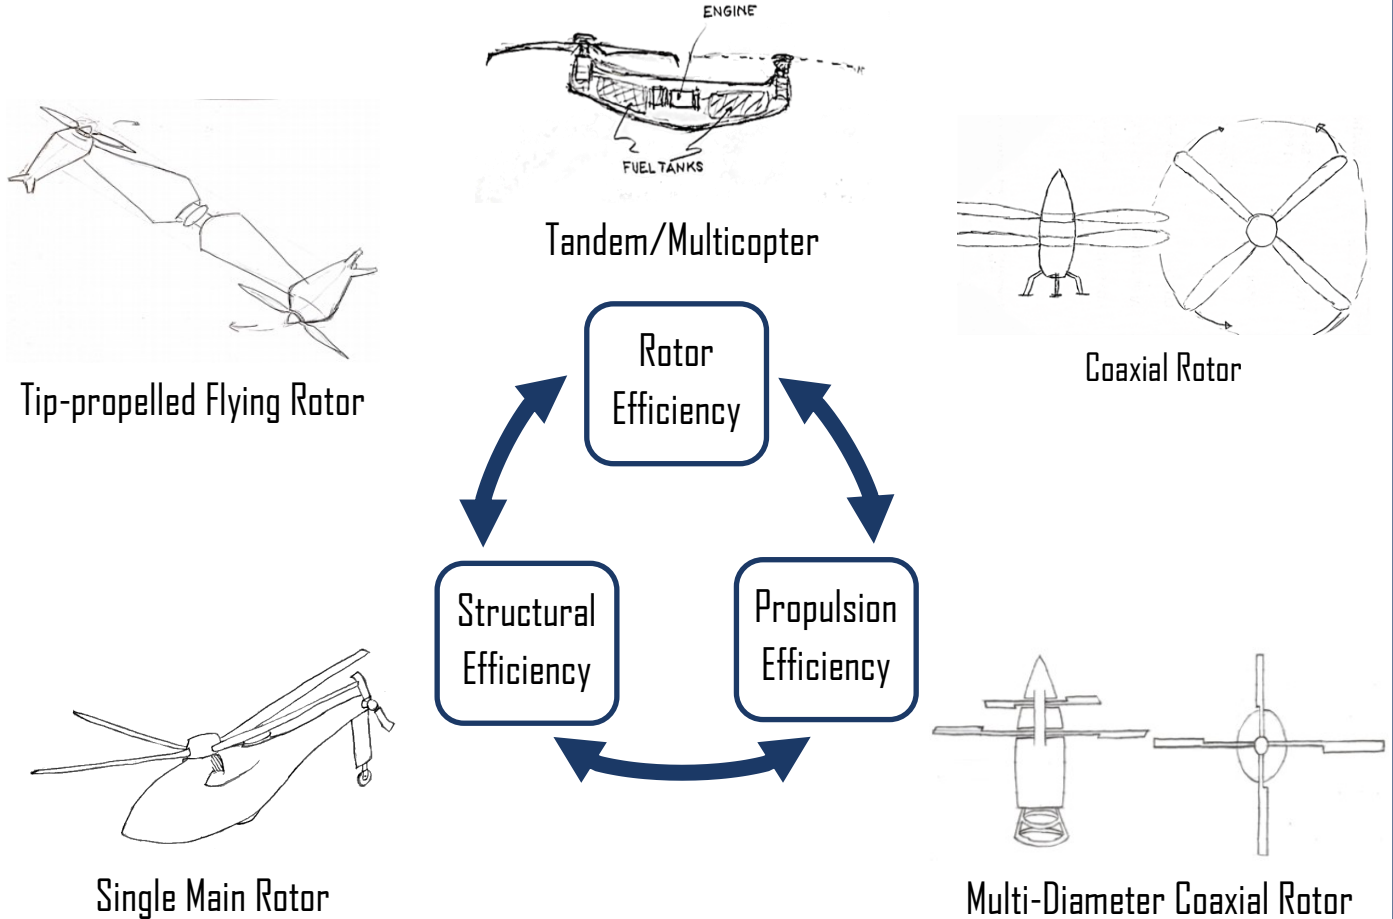 ENGINE
FUEL TANKS
Tandem/Multicopter
Tip-propelled Flying Rotor
Coaxial Rotor
Rotor
Efficiency
Structural
Efficiency
Propulsion
Efficiency
Single Main Rotor
Multi-Diameter Coaxial Rotor